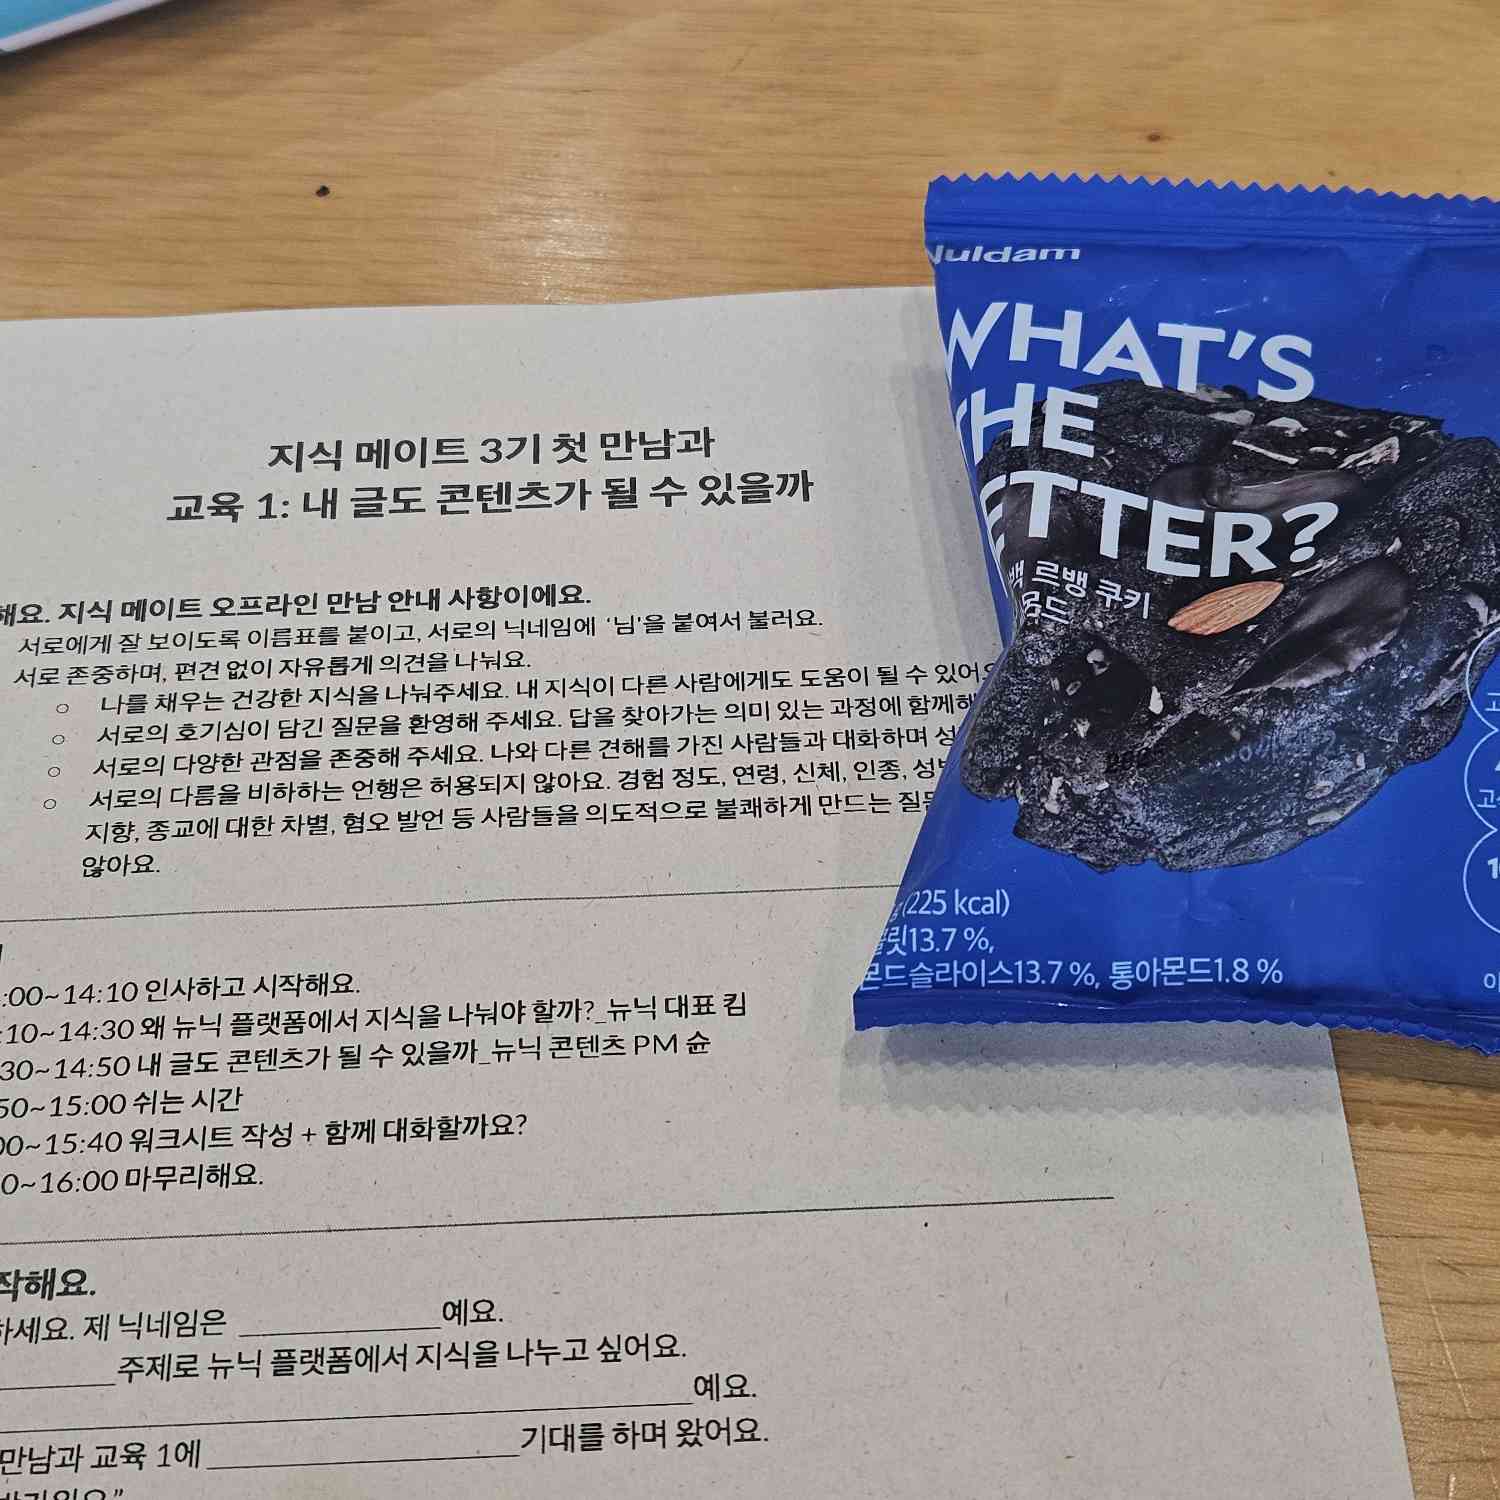 지식 메이트 3기 첫 만남과
교육 1: 내 글도 콘텐츠가 될 수 있을까
해요. 지식 메이트 오프라인 만남 안내 사항이에요.
서로에게 잘 보이도록 이름표를 붙이고, 서로의 닉네임에 '님'을 붙여서 불러요.
서로 존중하며, 편견 없이 자유롭게 의견을 나눠요.
○ 나를 채우는 건강한 지식을 나눠주세요. 내 지식이 다른 사람에게도 도움이 될 수 있어
○ 서로의 호기심이 담긴 질문을 환영해 주세요. 답을 찾아가는 의미 있는 과정에 함께해
○ 서로의 다양한 관점을 존중해 주세요. 나와 다른 견해를 가진 사람들과 대화하며
○ 서로의 다름을 비하하는 언행은 허용되지 않아요. 경험 정도, 연령, 신체, 인종,
지향, 종교에 대한 차별, 혐오 발언 등 사람들을 의도적으로 불쾌하게 만드는
않아요.
:00~14:10 인사하고 시작해요.
:10~14:30 왜 뉴닉 플랫폼에서 지식을 나눠야 할까?_뉴닉 대표 킴
30~14:50 내 글도 콘텐츠가 될 수 있을까_뉴닉 콘텐츠 PM 슌
50~15:00 쉬는 시간
00~15:40 워크시트 작성 + 함께 대화할까요?
0~16:00 마무리해요.
작해요.
하세요. 제 닉네임은 ____ 예요.
____ 주제로 뉴닉 플랫폼에서 지식을 나누고 싶어요.
____ 예요.
만남과 교육 1에 ____ 기대를 하며 왔어요.
Nuldam
WHAT'S
THE
ETTER?
르뱅 쿠키
몬드
(225 kcal)
13.7 %,
몬드슬라이스13.7 %, 통아몬드1.8 %